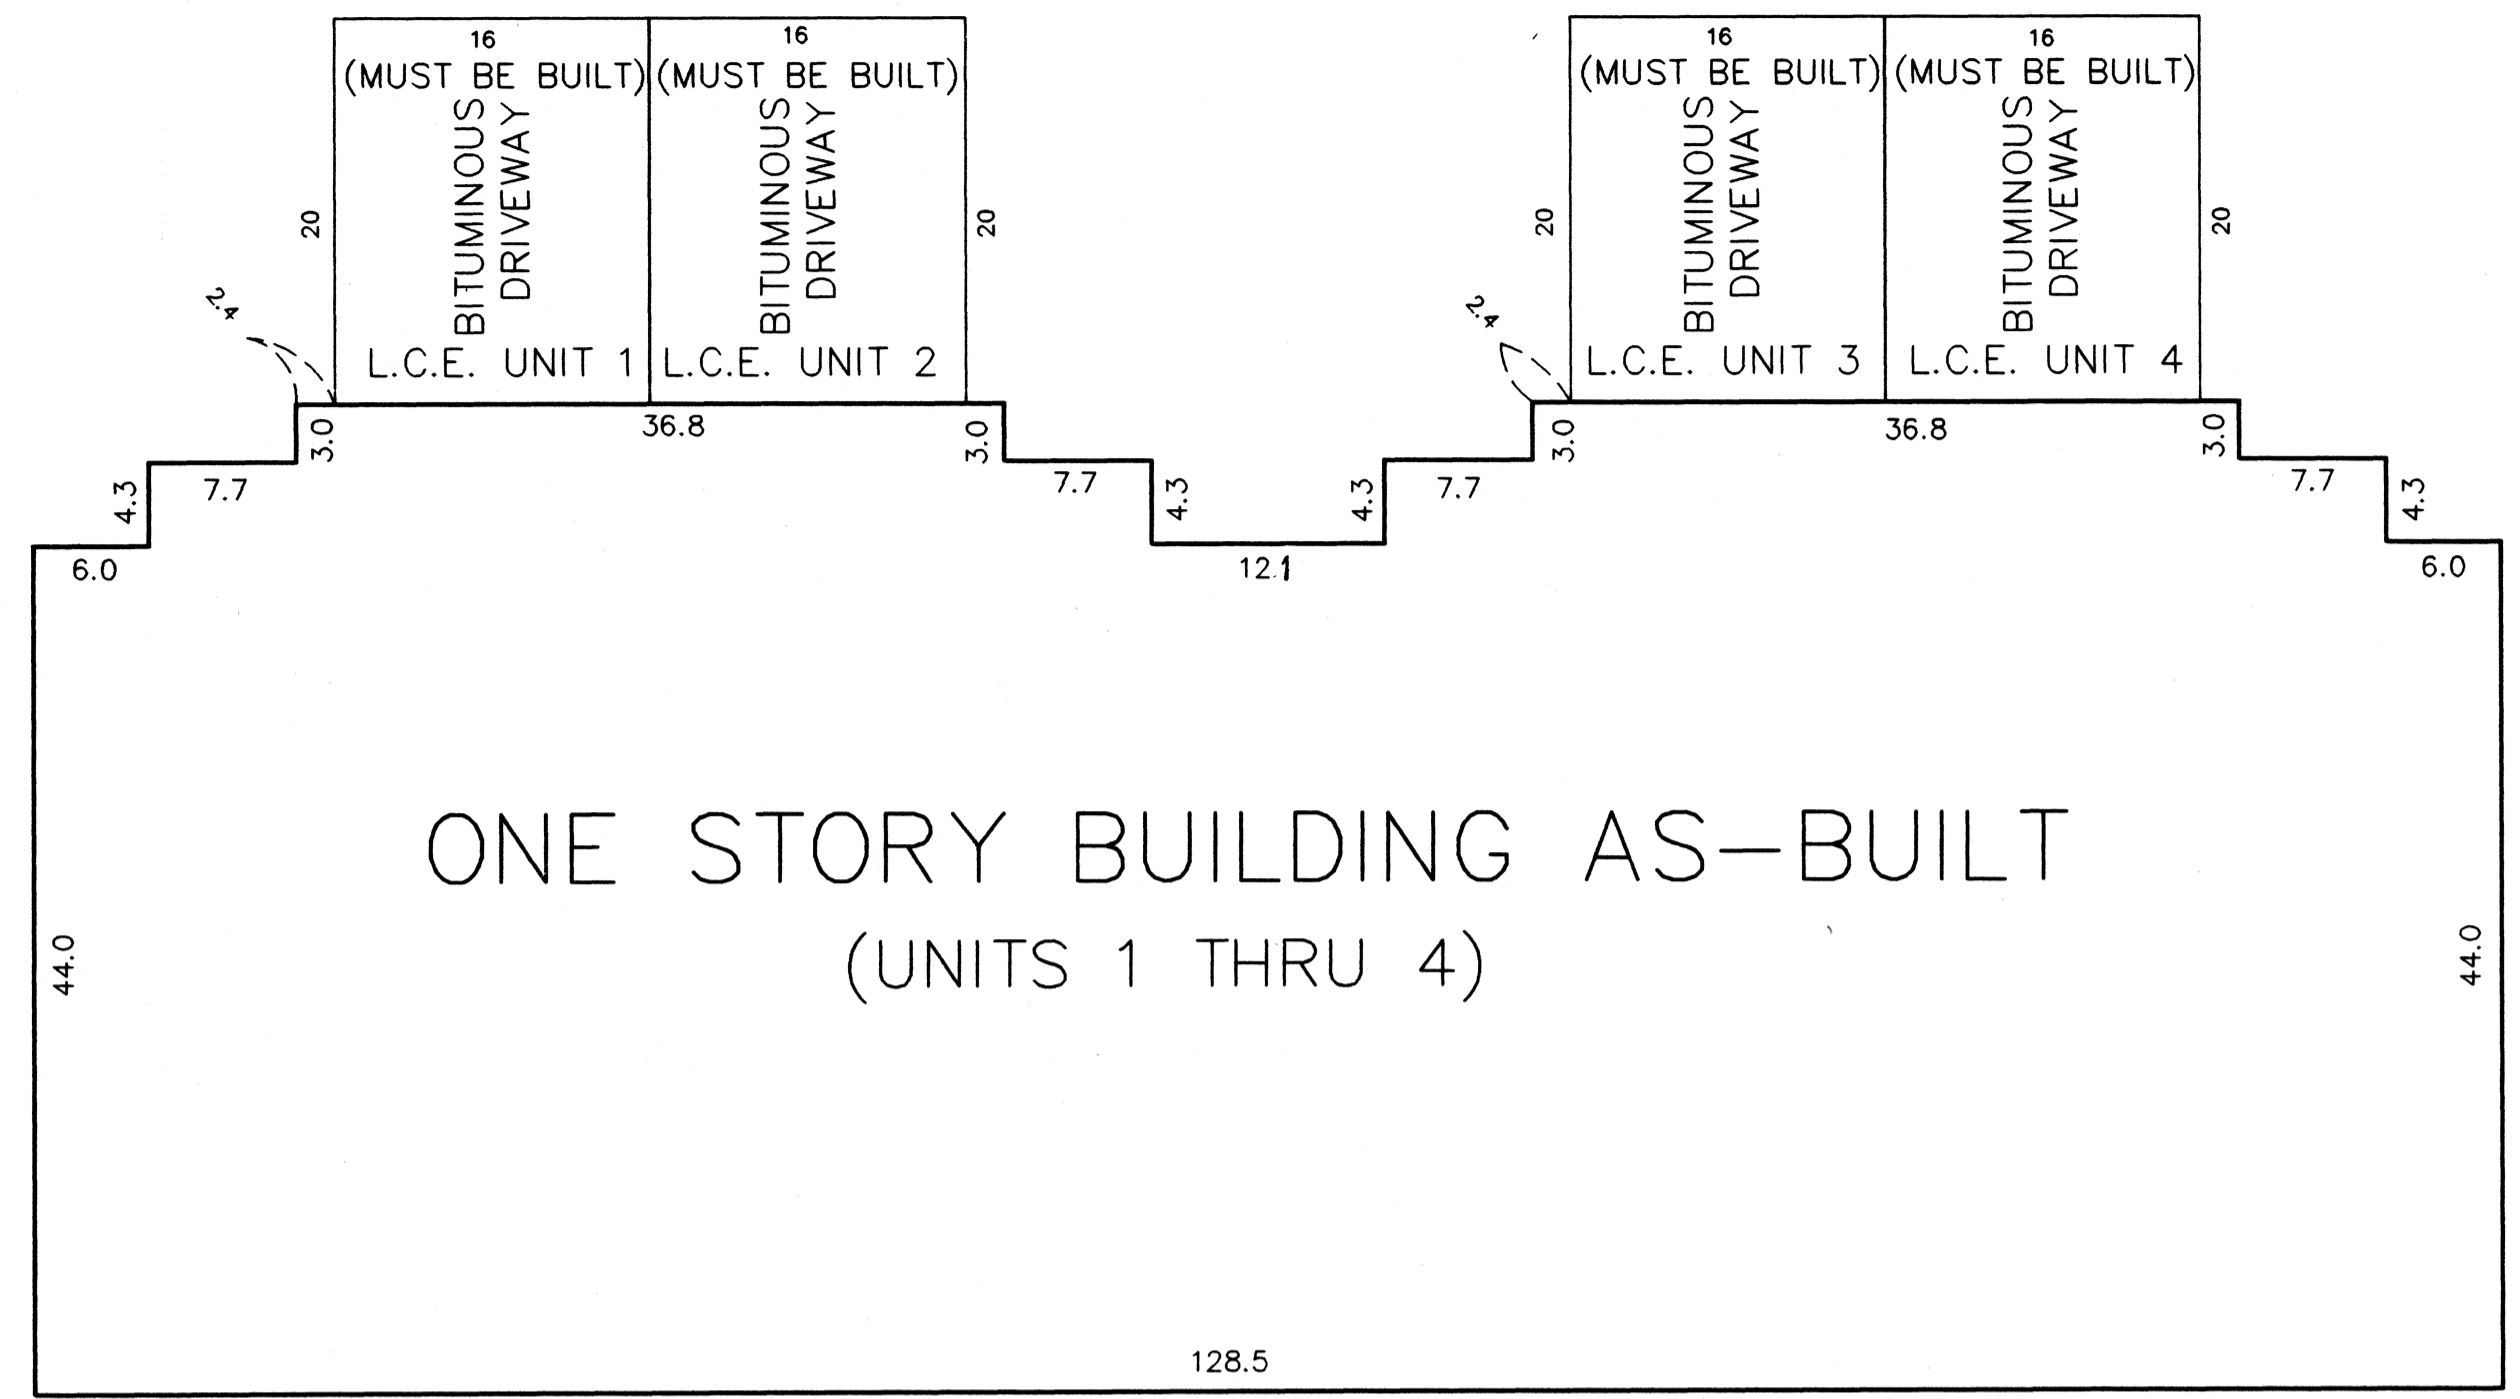 16
(MUST BE BUILT)
BITUMINOUS
DRIVEWAY
20
L.C.E. UNIT 1
16
(MUST BE BUILT)
BITUMINOUS
DRIVEWAY
20
L.C.E. UNIT 2
16
(MUST BE BUILT)
BITUMINOUS
DRIVEWAY
20
L.C.E. UNIT 3
16
(MUST BE BUILT)
BITUMINOUS
DRIVEWAY
20
L.C.E. UNIT 4
2.4
2.4
6.0
4.3
7.7
3.0
36.8
3.0
7.7
4.3
12.1
4.3
7.7
3.0
36.8
3.0
7.7
4.3
6.0
ONE STORY BUILDING AS-BUILT
(UNITS 1 THRU 4)
44.0
44.0
128.5